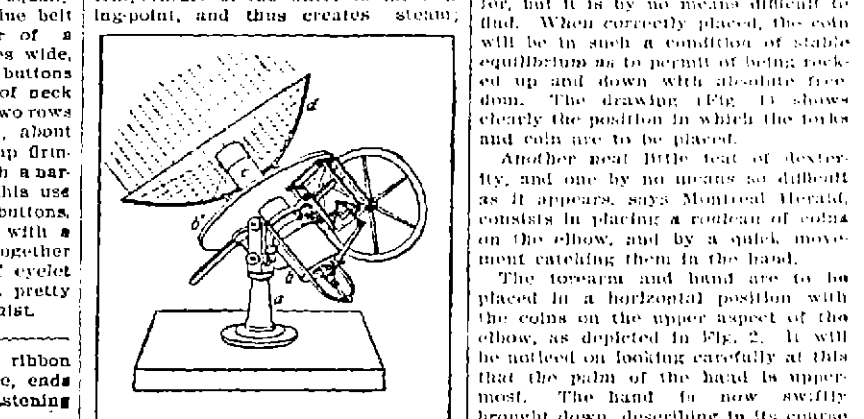 ine belt
r of a
es wide,
buttons
of neck
wo rows
, about
up firin-
h a nar-
his use
buttons,
with a
ogether
f eyelet
pretty
aist.
ribbon
e, ends
stening
ing-point, and thus creates steam;
d
c
b'
a
for, but it is by no means difficult to
find. When correctly placed, the coin
will be in such a condition of stable
equilibrium as to permit of being rock-
ed up and down with absolute free-
dom. The drawing (Fig. 1) shows
clearly the position in which the forks
and coin are to be placed.
Another neat little feat of dexter-
ity, and one by no means so difficult
as it appears, says Montreal Herald,
consists in placing a rouleau of coins
on the elbow, and by a quick move-
ment catching them in the hand.
The forearm and hand are to be
placed in a horizontal position with
the coins on the upper aspect of the
elbow, as depicted in Fig. 2. It will
be noticed on looking carefully at this
that the palm of the hand is upper-
most. The hand is now swiftly
brought down, describing in its course